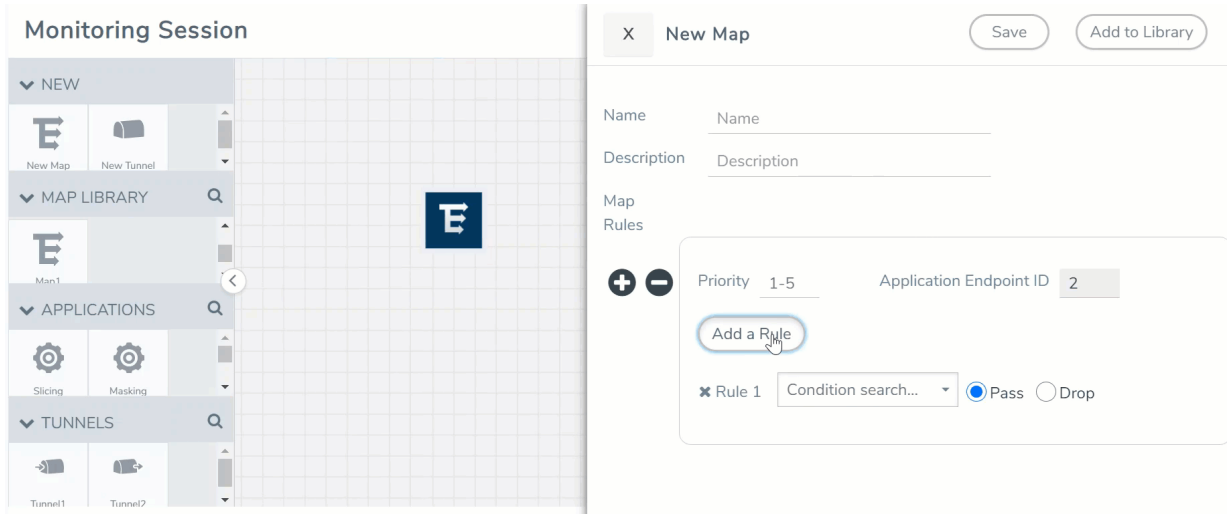 Monitoring Session
NEW
New Map New Tunnel
MAP LIBRARY
Map1
APPLICATIONS
Slicing Masking
TUNNELS
Tunnel1 Tunnel2
X New Map Save Add to Library
Name Name
Description Description
Map
Rules
Priority 1-5 Application Endpoint ID 2
Add a Rule
Rule 1 Condition search... Pass Drop